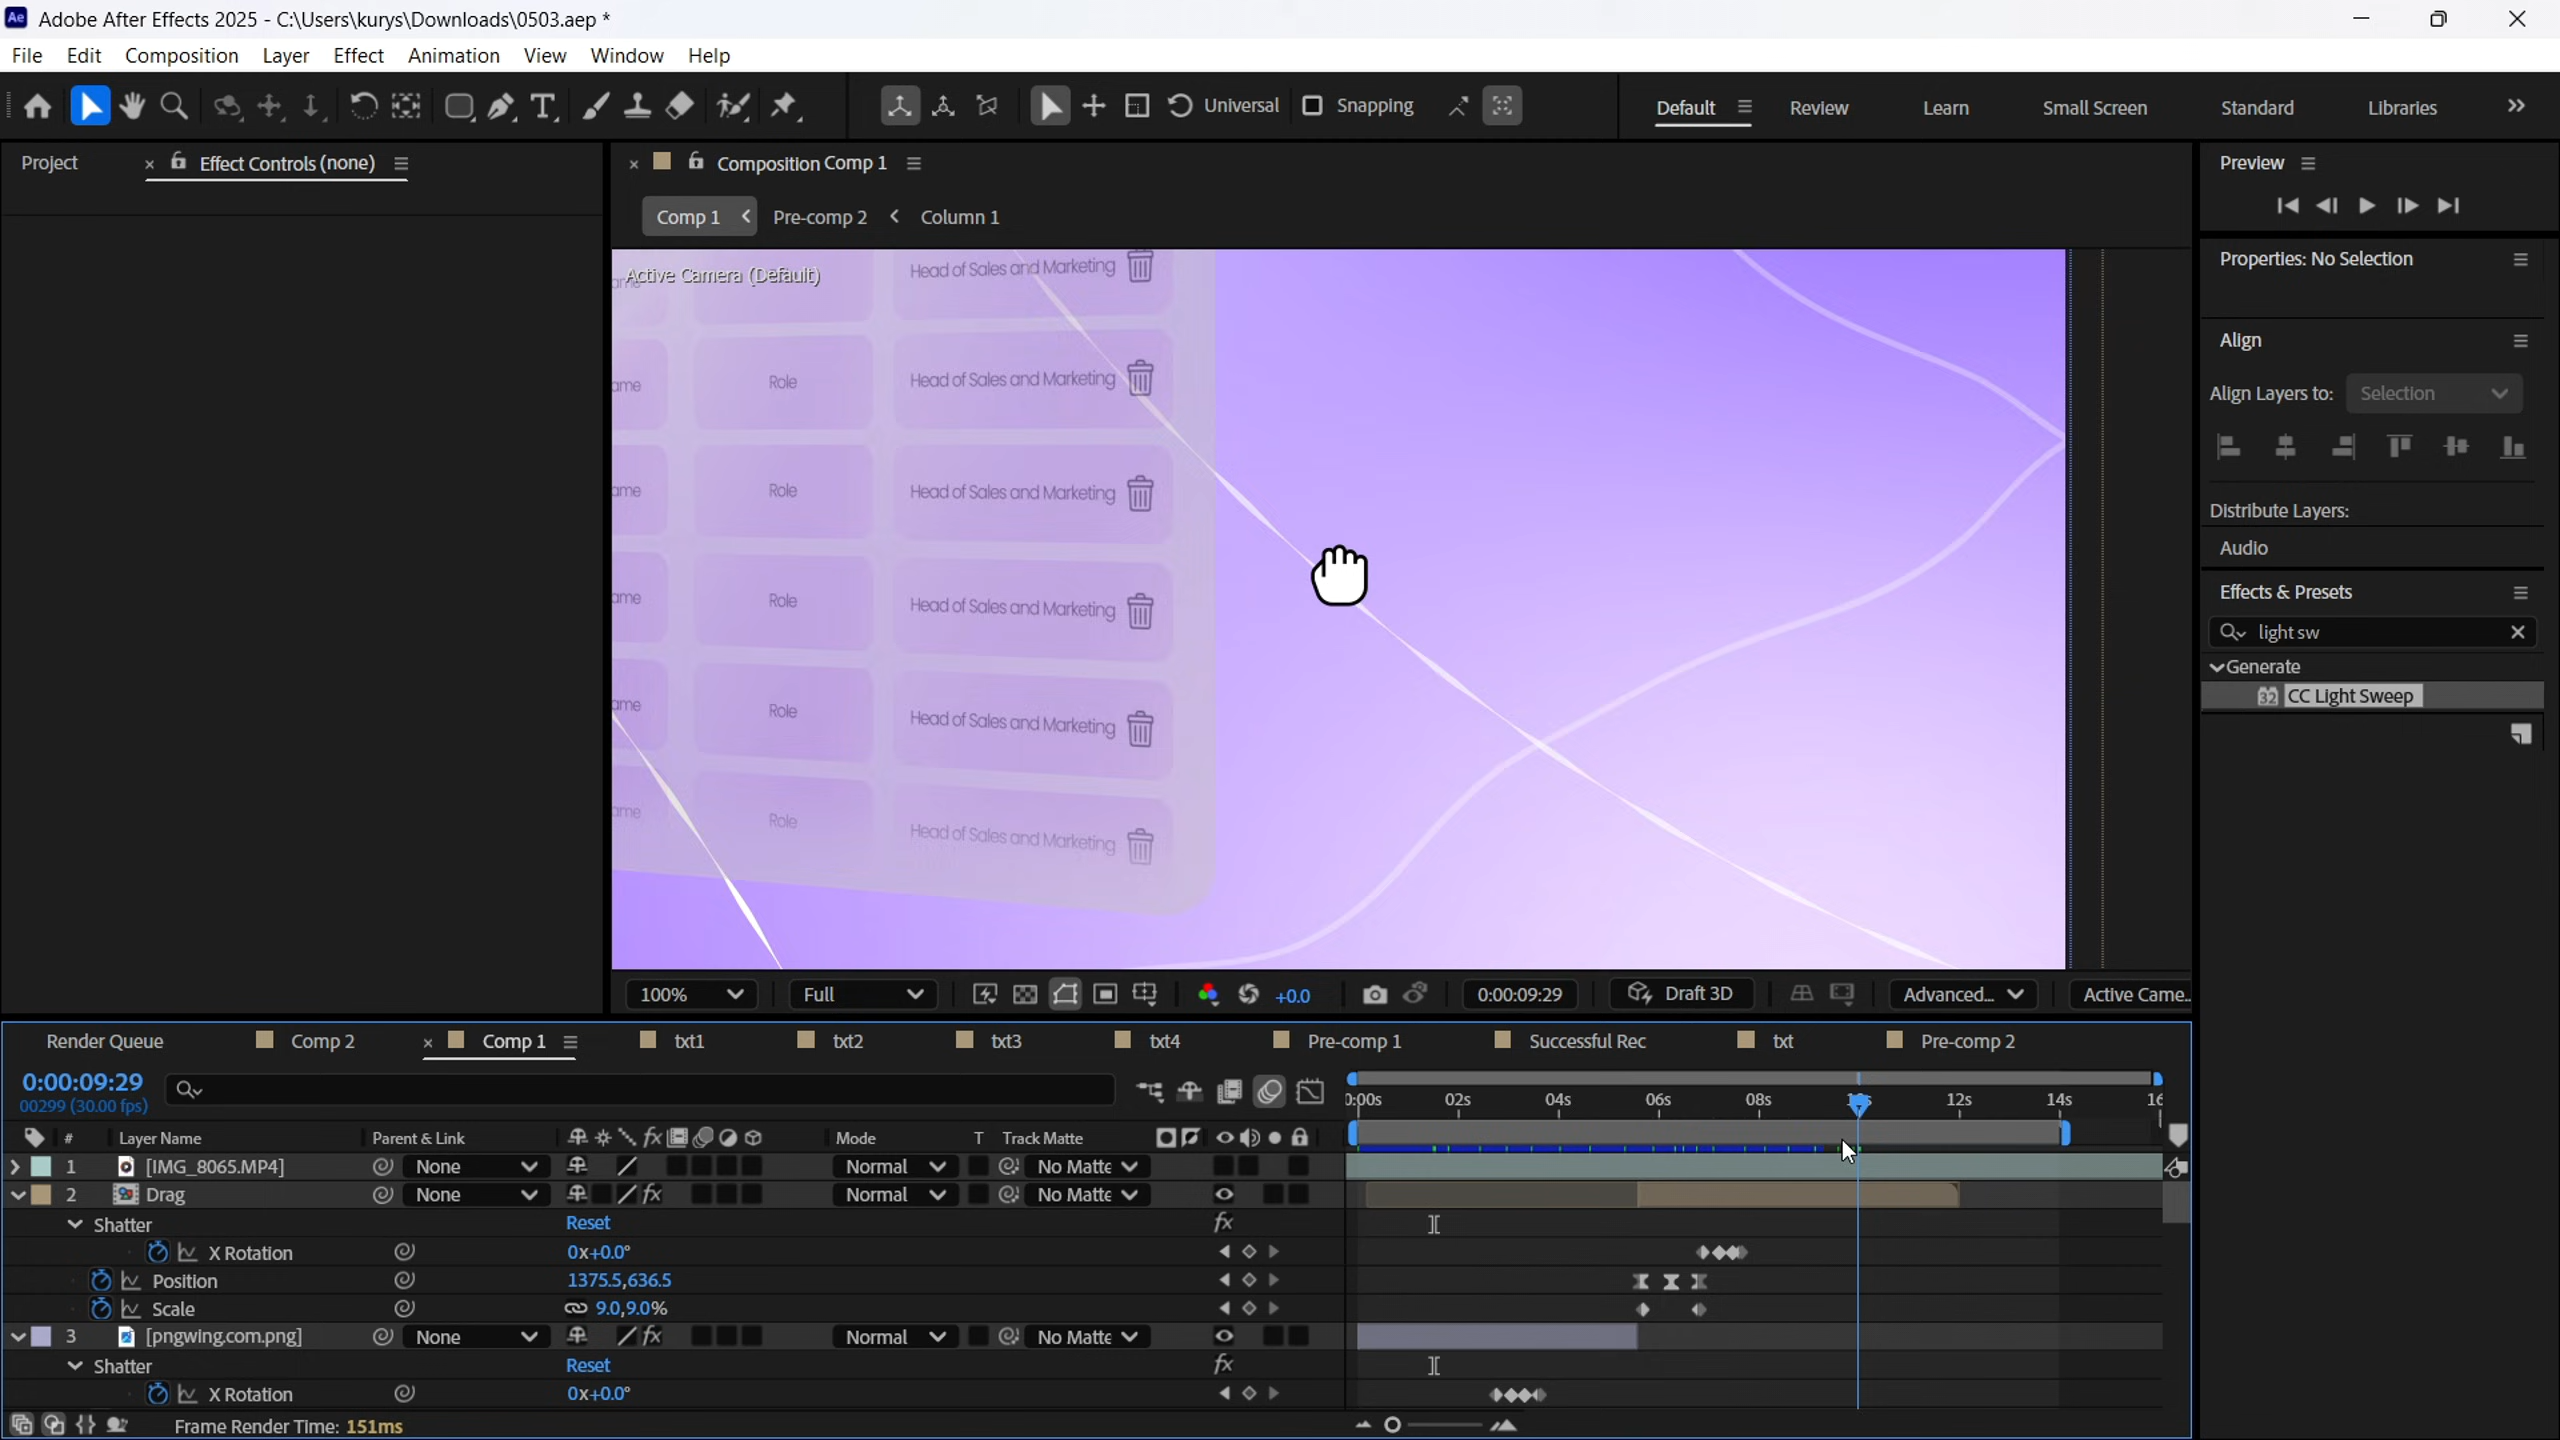 Ae Adobe After Effects 2025 - C:\Users\kurys\Downloads\0503.aep *
File Edit Composition Layer Effect Animation View Window Help
Universal Snapping Default Review Learn Small Screen Standard Libraries
Project × Effect Controls (none)
× Composition Comp 1
Comp 1 Pre-comp 2 Column 1
Active Camera (Default)
Head of Sales and Marketing
ame Role Head of Sales and Marketing
ame Role Head of Sales and Marketing
ame Role Head of Sales and Marketing
ame Role Head of Sales and Marketing
ame Role Head of Sales and Marketing
100% Full +0.0 0:00:09:29 Draft 3D Advanced... Active Came..
Preview
Properties: No Selection
Align
Align Layers to: Selection
Distribute Layers:
Audio
Effects & Presets
light sw
Generate
32 CC Light Sweep
Render Queue Comp 2 × Comp 1 txt1 txt2 txt3 txt4 Pre-comp 1 Successful Rec txt Pre-comp 2
0:00:09:29
00299 (30.00 fps)
0:00s 02s 04s 06s 08s 12s 14s 16
# Layer Name Parent & Link fx Mode T Track Matte
1 [IMG_8065.MP4] None Normal No Matte
2 Drag None fx Normal No Matte
Shatter Reset fx
X Rotation 0x+0.0°
Position 1375.5,636.5
Scale 9.0,9.0%
3 [pngwing.com.png] None fx Normal No Matte
Shatter Reset fx
X Rotation 0x+0.0°
Frame Render Time: 151ms